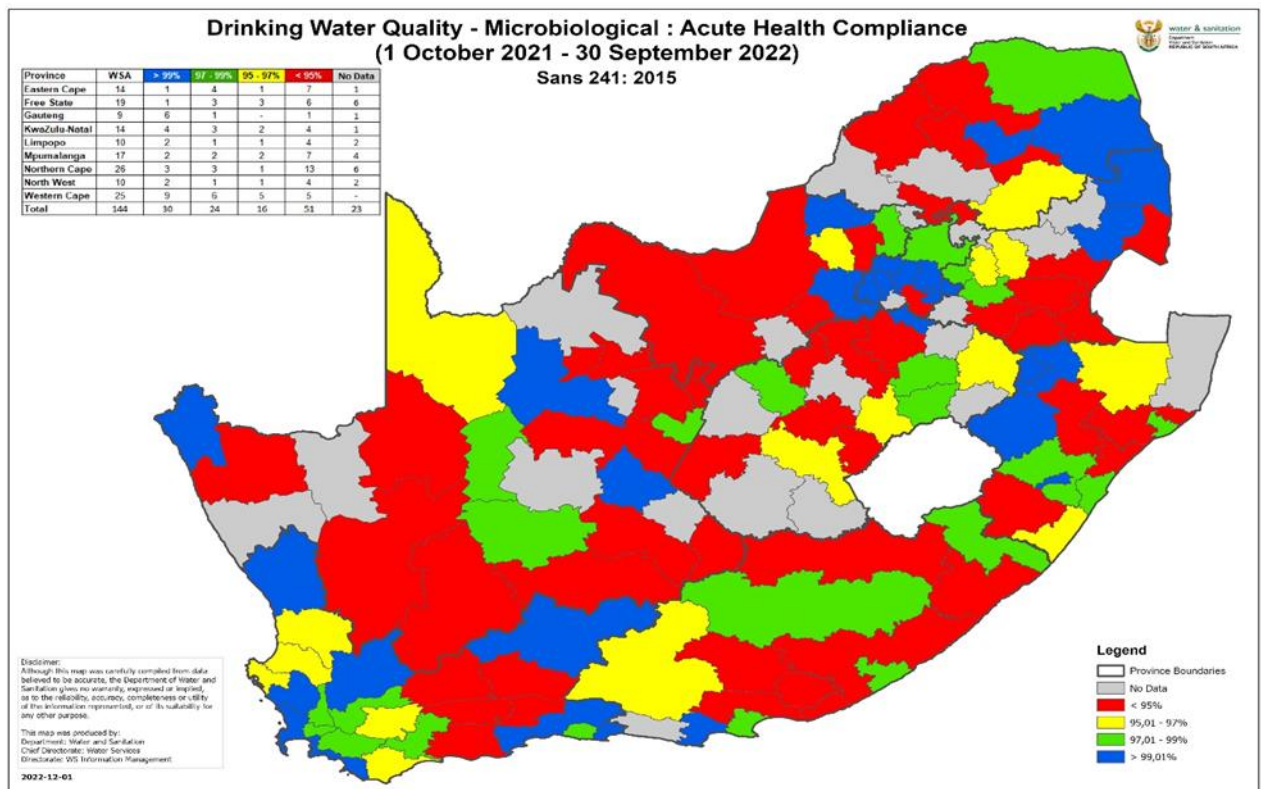 Drinking Water Quality - Microbiological : Acute Health Compliance
(1 October 2021 - 30 September 2022)
Sans 241: 2015
water & sanitation
Department:
Water and Sanitation
REPUBLIC OF SOUTH AFRICA
Province WSA > 99% 97 - 99% 95 - 97% < 95% No Data
Eastern Cape 14 1 4 1 7 1
Free State 19 1 3 3 6 6
Gauteng 9 6 1 - 1 1
KwaZulu-Natal 14 4 3 2 4 1
Limpopo 10 2 1 1 4 2
Mpumalanga 17 2 2 2 7 4
Northern Cape 26 3 3 1 13 6
North West 10 2 1 1 4 2
Western Cape 25 9 6 5 5 -
Total 144 30 24 16 51 23
Legend
Province Boundaries
No Data
< 95%
95,01 - 97%
97,01 - 99%
> 99,01%
Disclaimer:
Although this map was carefully compiled from data
believed to be accurate, the Department of Water and
Sanitation gives no warranty, expressed or implied,
as to the reliability, accuracy, completeness or utility
of the information represented, or of its suitability for
any other purpose.
This map was produced by:
Department: Water and Sanitation
Chief Directorate: Water Services
Directorate: WS Information Management
2022-12-01